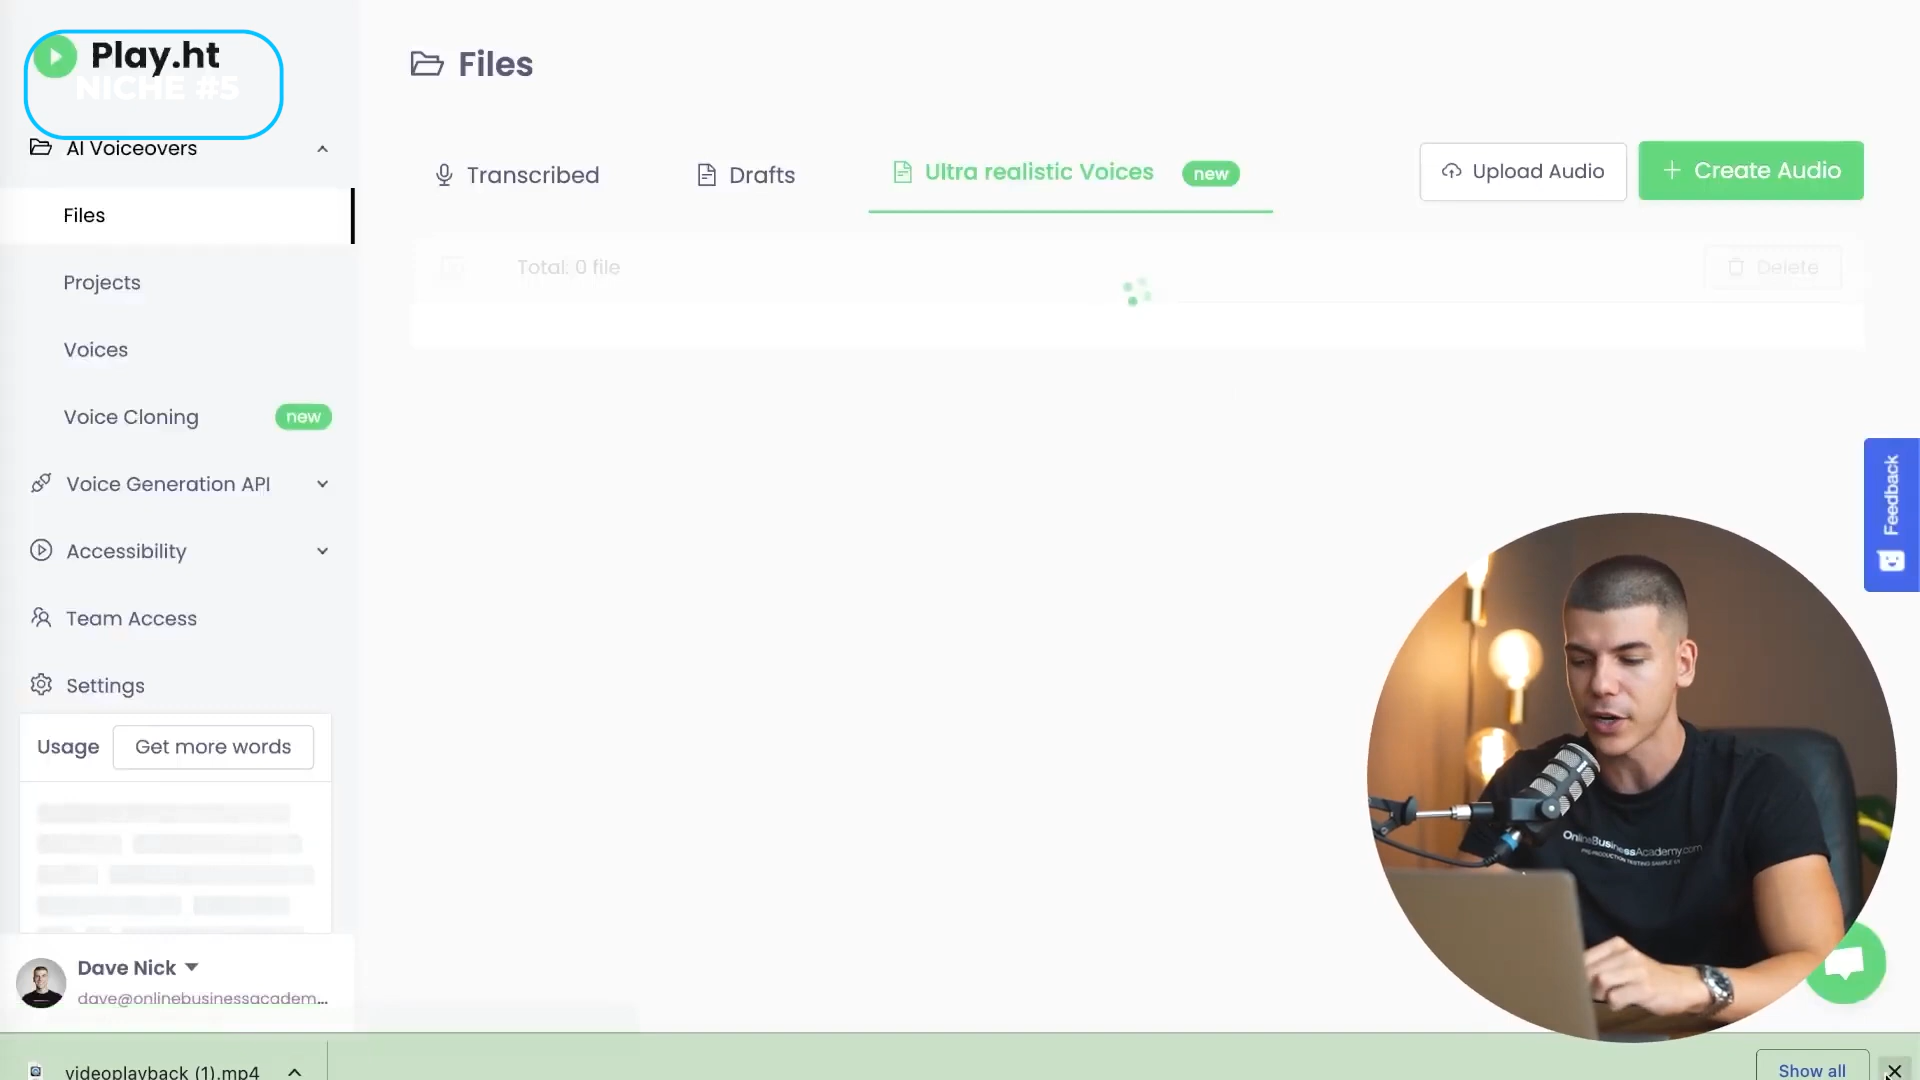 Play.ht
NICHE #5
AI Voiceovers
Files
Projects
Voices
Voice Cloning new
Voice Generation API
Accessibility
Team Access
Settings
Usage Get more words
Dave Nick
dave@onlinebusinessacadem...
Files
Transcribed Drafts Ultra realistic Voices new Upload Audio + Create Audio
Total: 0 file Delete
Feedback
OnlineBusinessAcademy.com
videoplayback (1).mp4 Show all